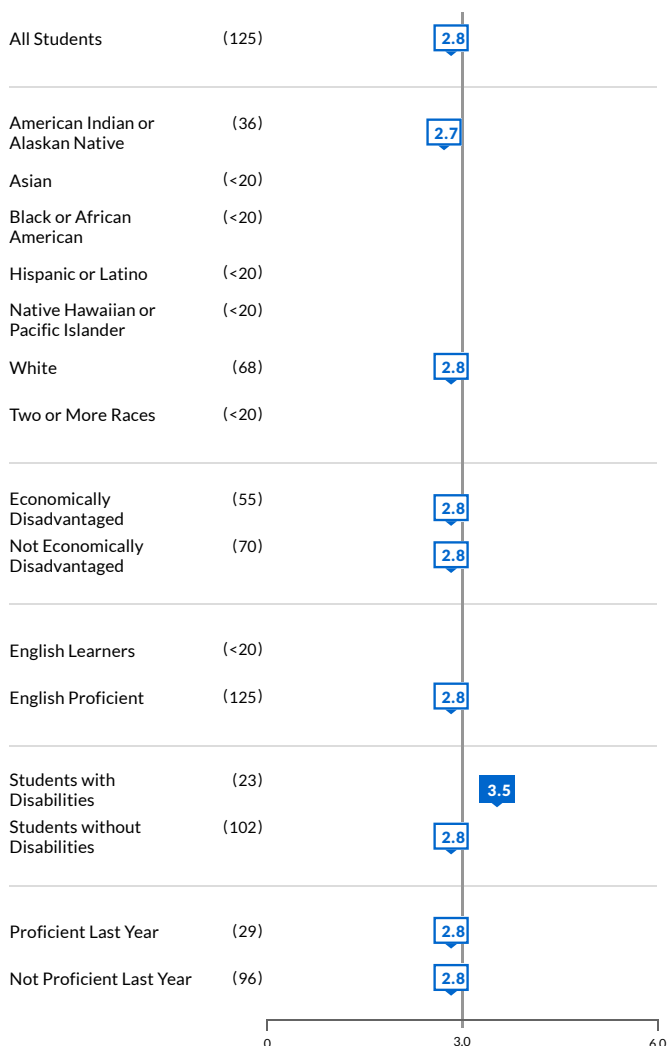 All Students (125) 2.8
American Indian or (36) 2.7
Alaskan Native
Asian (<20)
Black or African (<20)
American
Hispanic or Latino (<20)
Native Hawaiian or (<20)
Pacific Islander
White (68) 2.8
Two or More Races (<20)
Economically (55) 2.8
Disadvantaged
Not Economically (70) 2.8
Disadvantaged
English Learners (<20)
English Proficient (125) 2.8
Students with (23) 3.5
Disabilities
Students without (102) 2.8
Disabilities
Proficient Last Year (29) 2.8
Not Proficient Last Year (96) 2.8
0 3.0 6.0